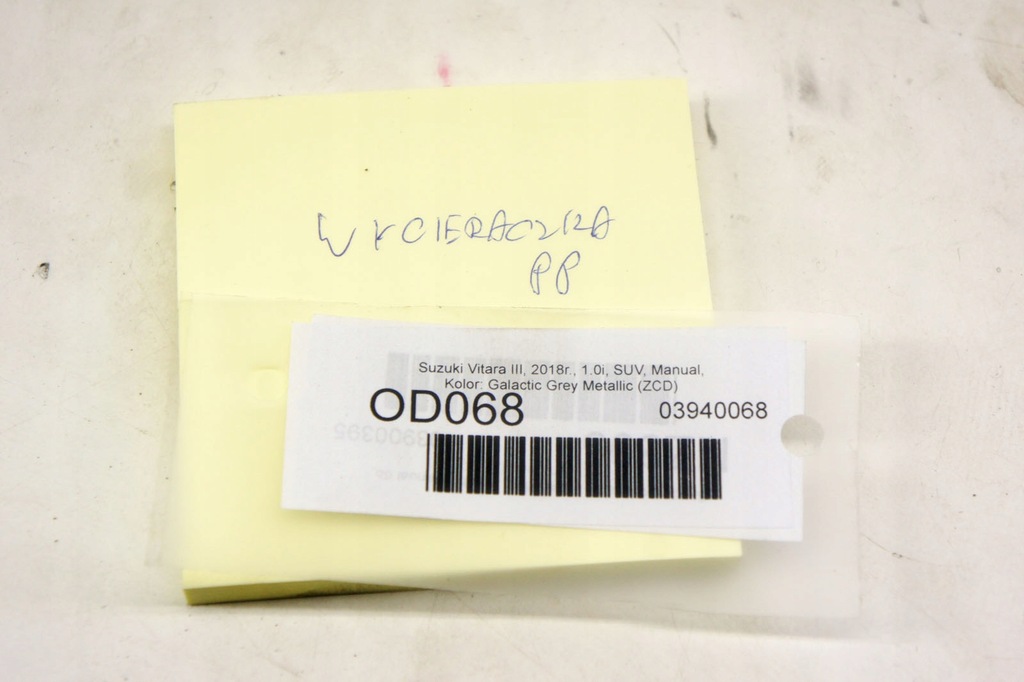 WYCIERACZKA
PP
Suzuki Vitara III, 2018r., 1.0i, SUV, Manual,
Kolor: Galactic Grey Metallic (ZCD)
OD068
03940068